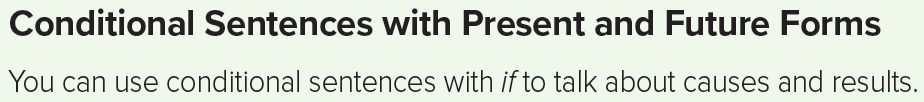 Conditional Sentences with Present and Future Forms
You can use conditional sentences with if to talk about causes and results.